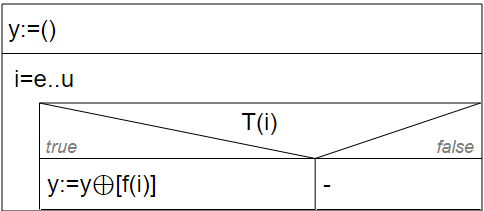 y:=()
i=e..u
T(i)
true false
y:=y⊕[f(i)] -